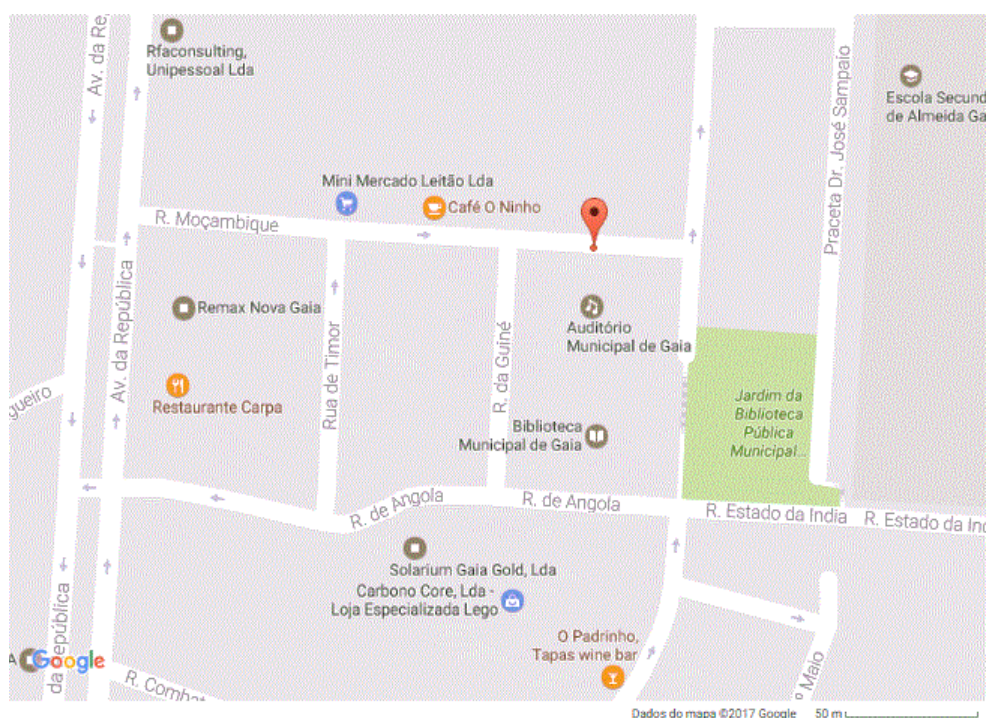 Av. da Re
Rfaconsulting,
Unipessoal Lda
Praceta Dr. José Sampaio
Escola Secund
de Almeida Ga
Mini Mercado Leitão Lda
Café O Ninho
R. Moçambique
Av. da República
Remax Nova Gaia
Rua de Timor
R. da Guiné
Auditório
Municipal de Gaia
Restaurante Carpa
gueiro
Jardim da
Biblioteca
Pública
Municipal...
Biblioteca
Municipal de Gaia
R. de Angola
R. de Angola
R. Estado da India
R. Estado da Ind
Solarium Gaia Gold, Lda
Carbono Core, Lda -
Loja Especializada Lego
O Padrinho,
Tapas wine bar
º Maio
da República
A
Google
R. Combat
Dados do mapa ©2017 Google 50 m